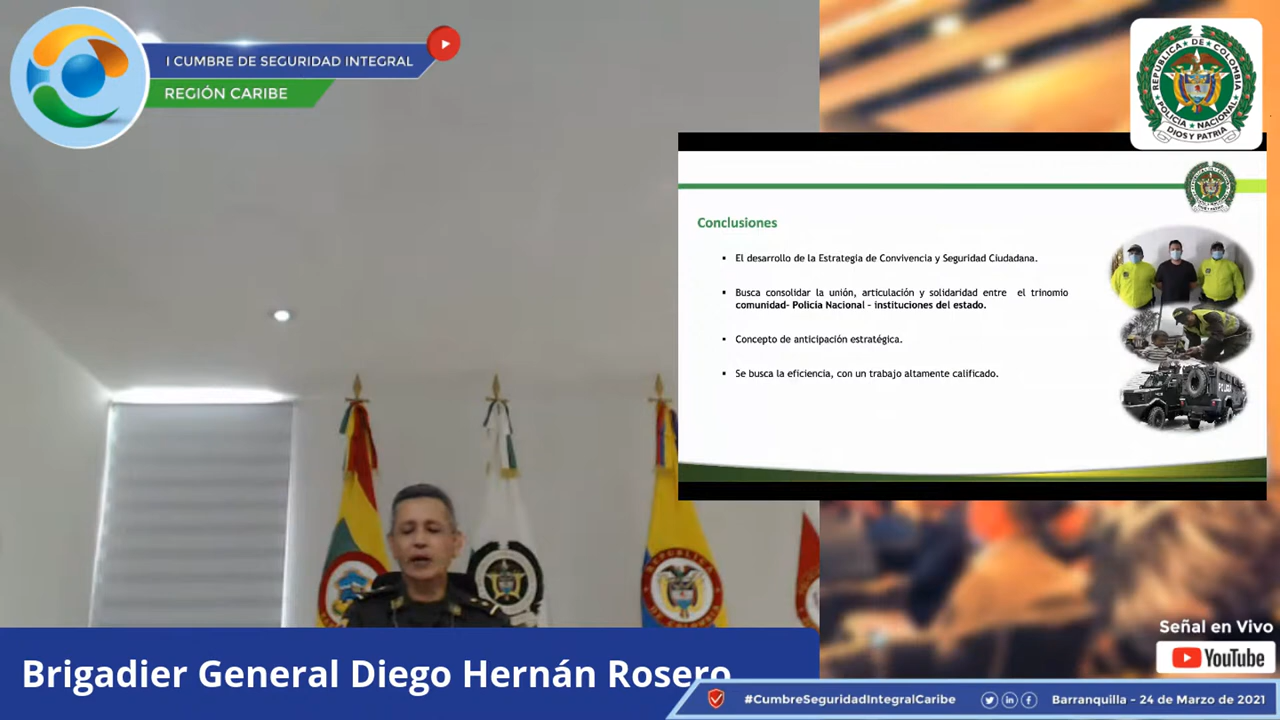 I CUMBRE DE SEGURIDAD INTEGRAL
REGIÓN CARIBE
REPÚBLICA DE COLOMBIA
POLICÍA NACIONAL
DIOS Y PATRIA
Conclusiones
▪ El desarrollo de la Estrategia de Convivencia y Seguridad Ciudadana.
▪ Busca consolidar la unión, articulación y solidaridad entre el trinomio
comunidad- Policia Nacional - instituciones del estado.
▪ Concepto de anticipación estratégica.
▪ Se busca la eficiencia, con un trabajo altamente calificado.
REPUBLICA
DE COLOMBIA
Señal en Vivo
YouTube
Brigadier General Diego Hernán Rosero
#CumbreSeguridadIntegralCaribe
Barranquilla - 24 de Marzo de 2021